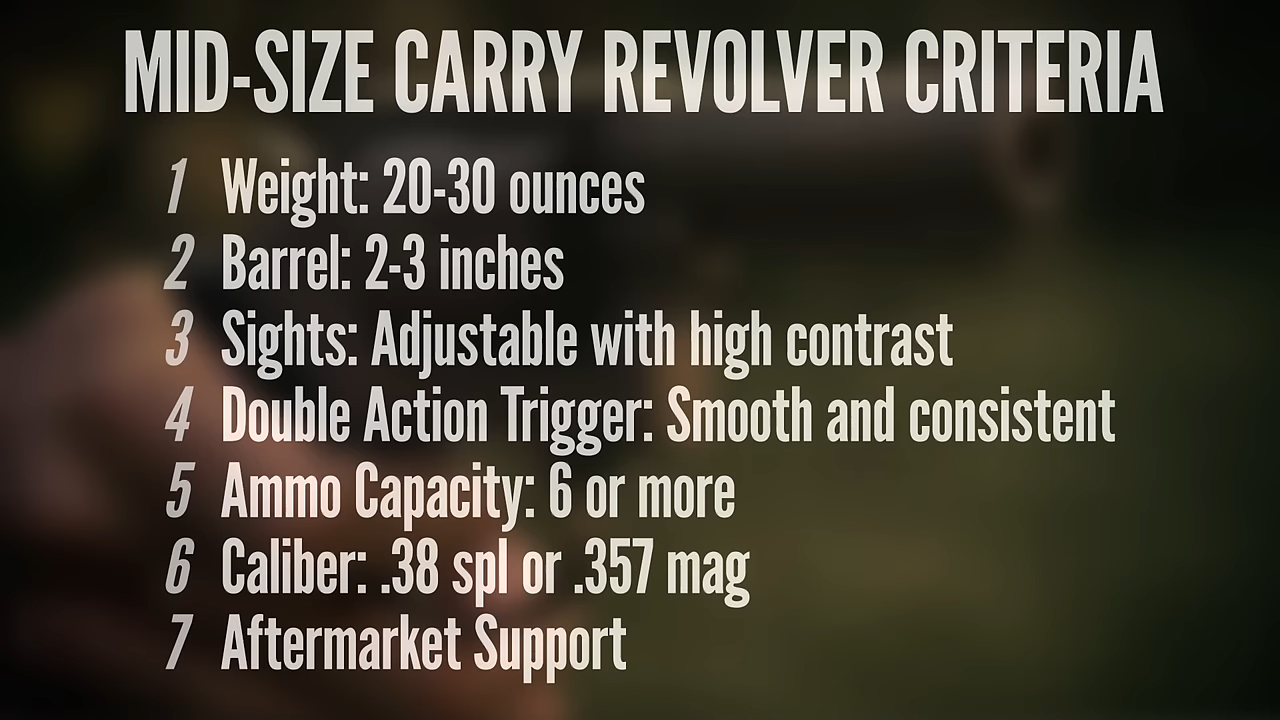 MID-SIZE CARRY REVOLVER CRITERIA
1 Weight: 20-30 ounces
2 Barrel: 2-3 inches
3 Sights: Adjustable with high contrast
4 Double Action Trigger: Smooth and consistent
5 Ammo Capacity: 6 or more
6 Caliber: .38 spl or .357 mag
7 Aftermarket Support